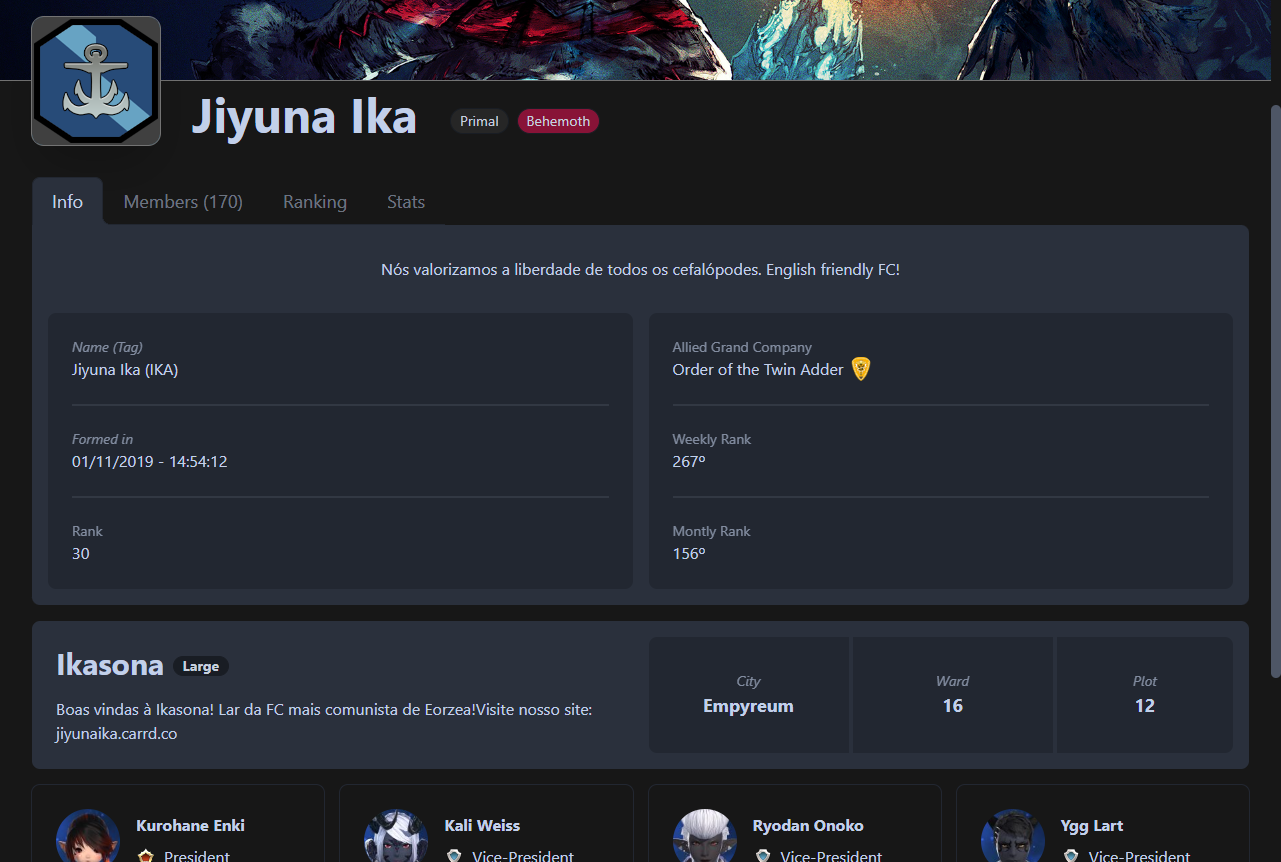 Jiyuna Ika
Primal
Behemoth
Info
Members (170)
Ranking
Stats
Nós valorizamos a liberdade de todos os cefalópodes. English friendly FC!
Name (Tag)
Jiyuna Ika (IKA)
Formed in
01/11/2019 - 14:54:12
Rank
30
Allied Grand Company
Order of the Twin Adder
Weekly Rank
267º
Montly Rank
156º
Ikasona
Large
Boas vindas à Ikasona! Lar da FC mais comunista de Eorzea!Visite nosso site:
jiyunaika.carrd.co
City
Empyreum
Ward
16
Plot
12
Kurohane Enki
President
Kali Weiss
Vice-President
Ryodan Onoko
Vice-President
Ygg Lart
Vice-President